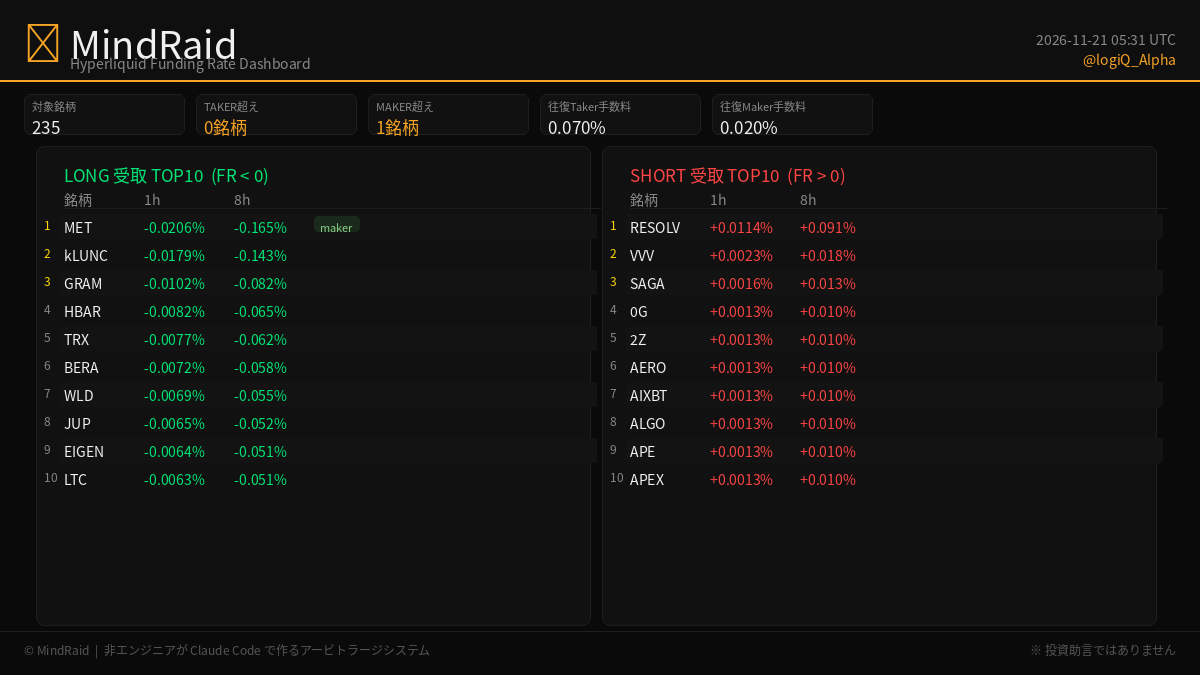 MindRaid
Hyperliquid Funding Rate Dashboard
2026-11-21 05:31 UTC
@logiQ_Alpha
対象銘柄
235
TAKER超え
0銘柄
MAKER超え
1銘柄
往復Taker手数料
0.070%
往復Maker手数料
0.020%
LONG 受取 TOP10 (FR < 0)
銘柄 1h 8h
1 MET -0.0206% -0.165% maker
2 kLUNC -0.0179% -0.143%
3 GRAM -0.0102% -0.082%
4 HBAR -0.0082% -0.065%
5 TRX -0.0077% -0.062%
6 BERA -0.0072% -0.058%
7 WLD -0.0069% -0.055%
8 JUP -0.0065% -0.052%
9 EIGEN -0.0064% -0.051%
10 LTC -0.0063% -0.051%
SHORT 受取 TOP10 (FR > 0)
銘柄 1h 8h
1 RESOLV +0.0114% +0.091%
2 VVV +0.0023% +0.018%
3 SAGA +0.0016% +0.013%
4 0G +0.0013% +0.010%
5 2Z +0.0013% +0.010%
6 AERO +0.0013% +0.010%
7 AIXBT +0.0013% +0.010%
8 ALGO +0.0013% +0.010%
9 APE +0.0013% +0.010%
10 APEX +0.0013% +0.010%
© MindRaid | 非エンジニアが Claude Code で作るアービトラージシステム
※ 投資助言ではありません